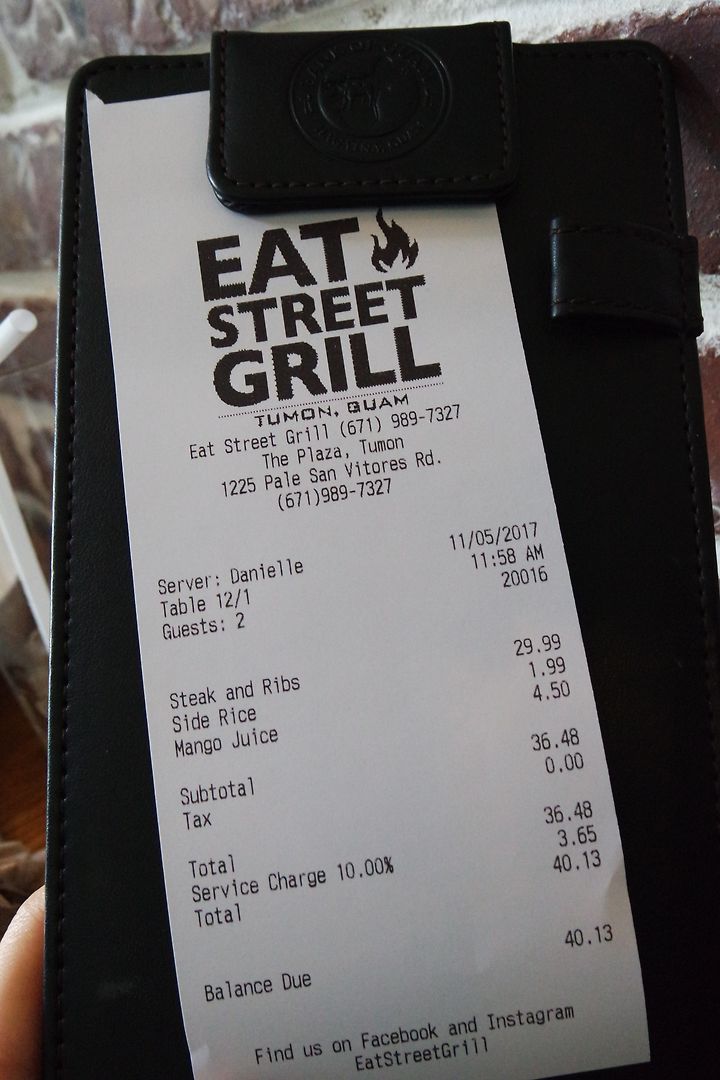 EAT
STREET
GRILL
TUMON, GUAM
Eat Street Grill (671) 989-7327
The Plaza, Tumon
1225 Pale San Vitores Rd.
(671)989-7327
Server: Danielle 11/05/2017
Table 12/1 11:58 AM
Guests: 2 20016
Steak and Ribs 29.99
Side Rice 1.99
Mango Juice 4.50
Subtotal 36.48
Tax 0.00
Total 36.48
Service Charge 10.00% 3.65
Total 40.13
Balance Due 40.13
Find us on Facebook and Instagram
EatStreetGrill